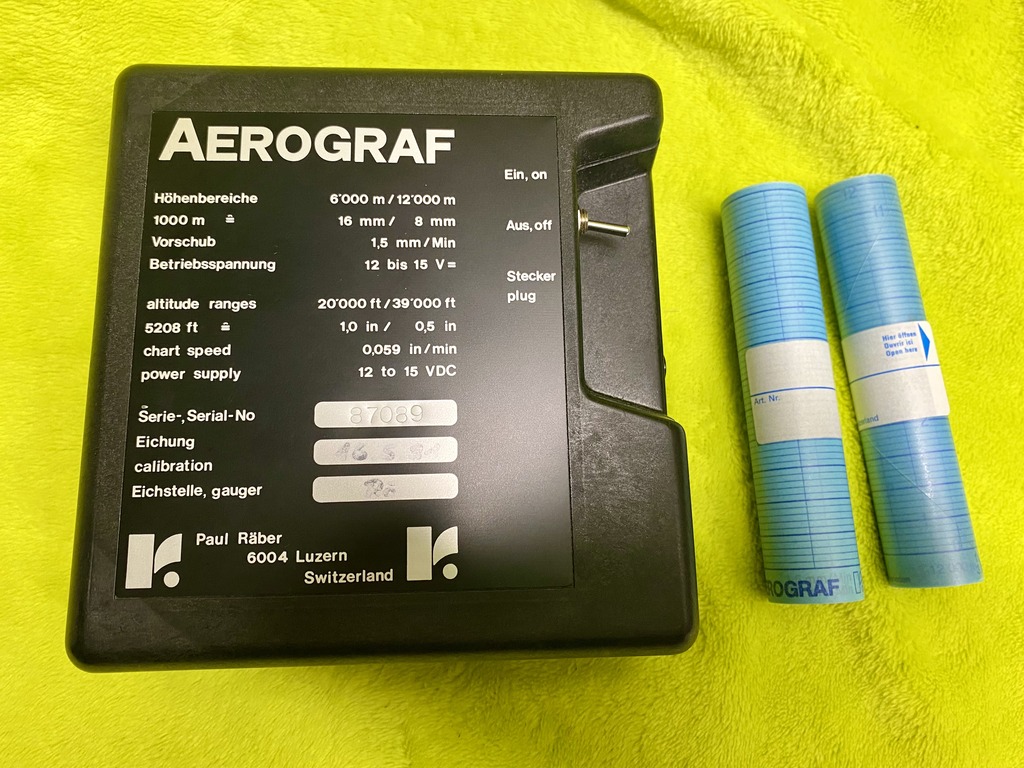 AEROGRAF
Höhenbereiche 6'000 m / 12'000 m
1000 m ≙ 16 mm / 8 mm
Vorschub 1,5 mm/Min
Betriebsspannung 12 bis 15 V=
altitude ranges 20'000 ft / 39'000 ft
5208 ft ≙ 1,0 in / 0,5 in
chart speed 0,059 in/min
power supply 12 to 15 VDC
Serie-, Serial-No 87089
Eichung
calibration
Eichstelle, gauger
Paul Räber
6004 Luzern
Switzerland
r.
r.
Ein, on
Aus, off
Stecker
plug
Art. Nr.
ROGRAF
Hier öffnen
Ouvrir ici
Open here